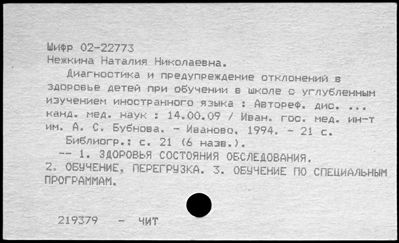 Шифр 02-22773
Нежкина Наталия Николаевна.
Диагностика и предупреждение отклонений в
здоровье детей при обучении в школе с углубленным
изучением иностранного языка : Автореф. дис. ...
канд. мед. наук : 14.00.09 / Иван. гос. мед. ин-т
им. А. С. Бубнова. - Иваново, 1994. - 21 с.
Библиогр.: с. 21 (6 назв.).
-- 1. ЗДОРОВЬЯ СОСТОЯНИЯ ОБСЛЕДОВАНИЯ.
2. ОБУЧЕНИЕ, ПЕРЕГРУЗКА. 3. ОБУЧЕНИЕ ПО СПЕЦИАЛЬНЫМ
ПРОГРАММАМ.
219379 - ЧИТ